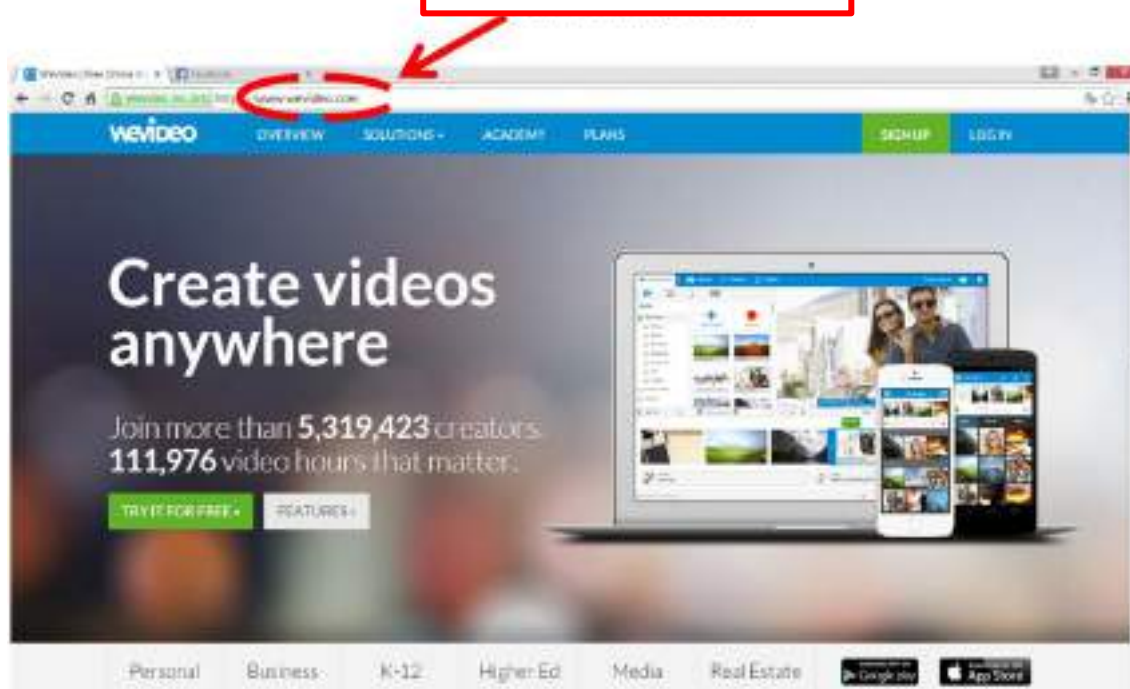 www.wevideo.com
WEVIDEO OVERVIEW SOLUTIONS ACADEMY PLANS SIGN UP LOG IN
Create videos
anywhere
Join more than 5,319,423 creators.
111,976 video hours that matter.
TRY IT FOR FREE FEATURES
Personal Business K-12 Higher Ed Media Real Estate Google play App Store